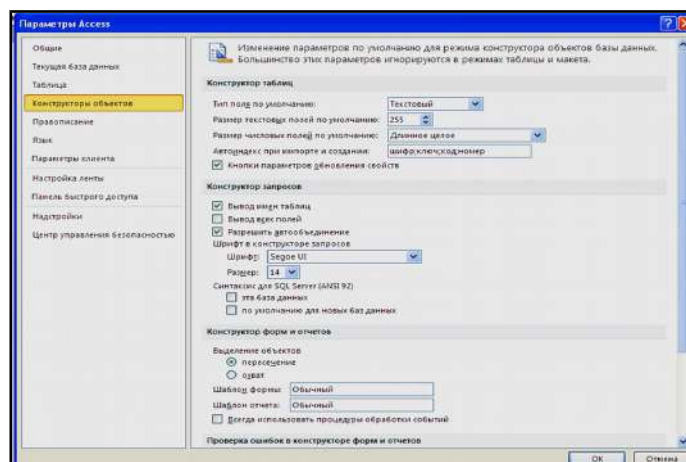 Параметры Access
Общие
Текущая база данных
Таблица
Конструкторы объектов
Правописание
Язык
Параметры клиента
Настройка ленты
Панель быстрого доступа
Надстройки
Центр управления безопасностью
Изменение параметров по умолчанию для режима конструктора объектов базы данных.
Большинство этих параметров игнорируются в режимах таблицы и макета.
Конструктор таблиц
Тип поля по умолчанию: Текстовый
Размер текстовых полей по умолчанию: 255
Размер числовых полей по умолчанию: Длинное целое
Автоиндекс при импорте и создании: шифр;ключ;код;номер
Кнопки параметров обновления свойств
Конструктор запросов
Вывод имен таблиц
Вывод всех полей
Разрешить автообъединение
Шрифт в конструкторе запросов
Шрифт: Segoe UI
Размер: 14
Синтаксис для SQL Server (ANSI 92)
эта база данных
по умолчанию для новых баз данных
Конструктор форм и отчетов
Выделение объектов
пересечение
охват
Шаблон формы: Обычный
Шаблон отчета: Обычный
Всегда использовать процедуры обработки событий
Проверка ошибок в конструкторе форм и отчетов
ОК Отмена